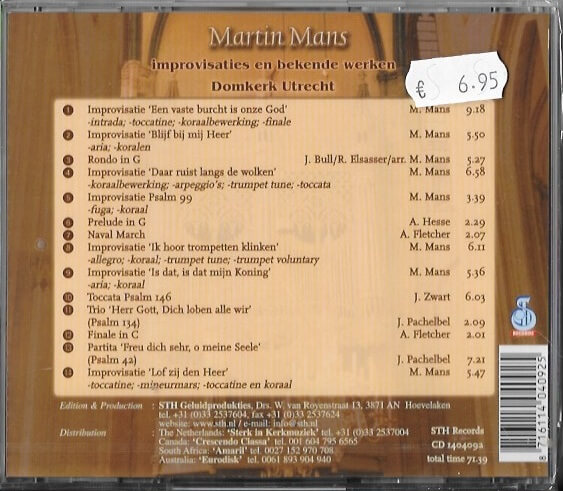 Martin Mans
improvisaties en bekende werken
Domkerk Utrecht
€ 6.95
1 Improvisatie 'Een vaste burcht is onze God' M. Mans 9.18
-intrada; -toccatine; -koraalbewerking; -finale
2 Improvisatie 'Blijf bij mij Heer' M. Mans 5.50
-aria; -koralen
3 Rondo in G J. Bull/R. Elsasser/arr. M. Mans 5.27
4 Improvisatie 'Daar ruist langs de wolken' M. Mans 6.58
-koraalbewerking; -arpeggio's; -trumpet tune; -toccata
5 Improvisatie Psalm 99 M. Mans 3.39
-fuga; -koraal
6 Prelude in G A. Hesse 2.29
7 Naval March A. Fletcher 2.07
8 Improvisatie 'Ik hoor trompetten klinken' M. Mans 6.11
-allegro; -koraal; -trumpet tune; -trumpet voluntary
9 Improvisatie 'Is dat, is dat mijn Koning' M. Mans 5.36
-aria; -koraal
10 Toccata Psalm 146 J. Zwart 6.03
11 Trio 'Herr Gott, Dich loben alle wir'
(Psalm 134) J. Pachelbel 2.09
12 Finale in C A. Fletcher 2.01
13 Partita 'Freu dich sehr, o meine Seele'
(Psalm 42) J. Pachelbel 7.21
14 Improvisatie 'Lof zij den Heer' M. Mans 5.47
-toccatine; -mineurmars; -toccatine en koraal
RECORDS
8716114040925
Edition & Production : STH Geluidprodukties, Drs. W. van Royenstraat 13, 3871 AN Hoevelaken
tel. +31 (0)33 2537604, fax +31 (0)33 2537624
website: www.sth.nl / e-mail: info@sth.nl
Distribution The Netherlands: 'Sterk in Kerkmuziek' tel. +31 (0)33 2537004 STH Records
Canada: 'Crescendo Classa' tel. 001 604 795 6565 CD 1404092
South Africa: 'Amaril' tel. 0027 152 970 708
Australia: 'Eurodisk' tel. 0061 893 904 940 total time 71.39